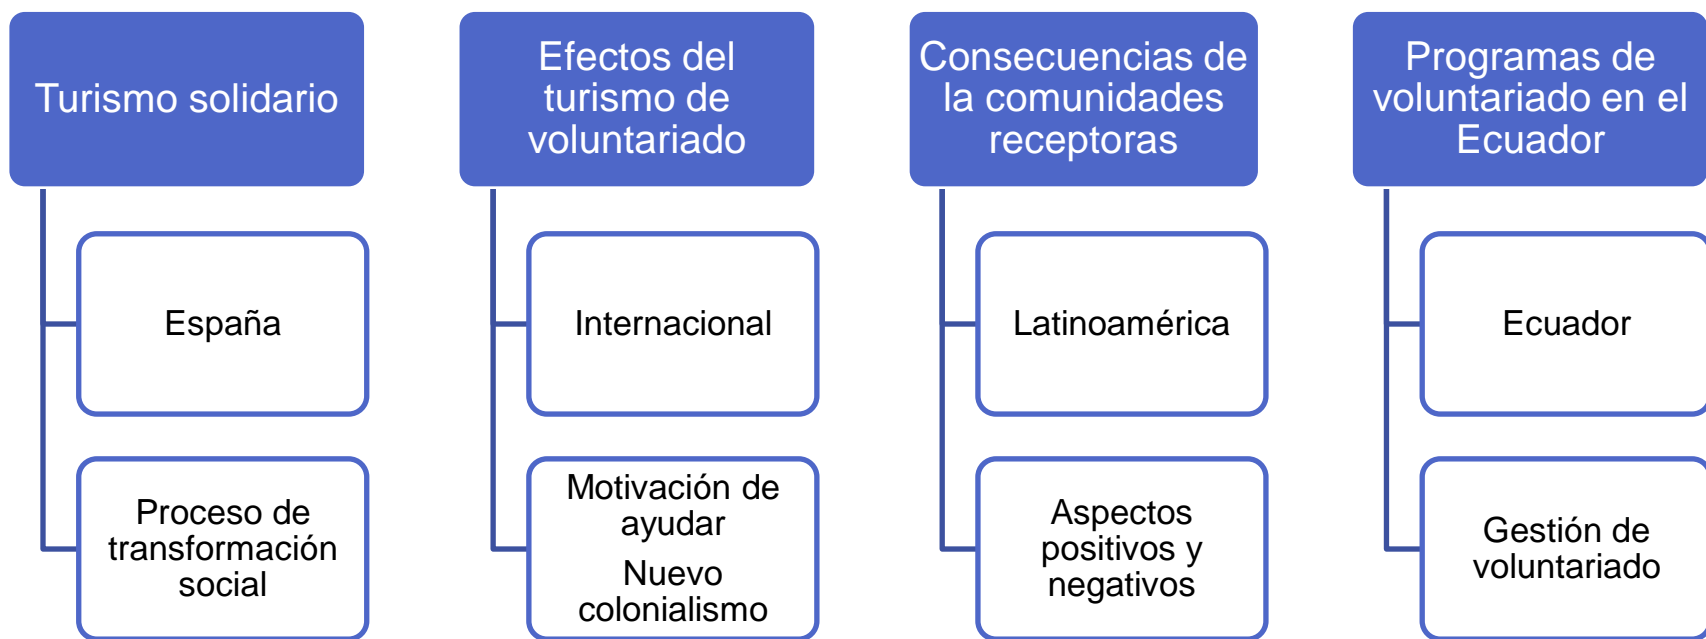 Turismo solidario
España
Proceso de
transformación
social
Efectos del
turismo de
voluntariado
Internacional
Motivación de
ayudar
Nuevo
colonialismo
Consecuencias de
la comunidades
receptoras
Latinoamérica
Aspectos
positivos y
negativos
Programas de
voluntariado en el
Ecuador
Ecuador
Gestión de
voluntariado